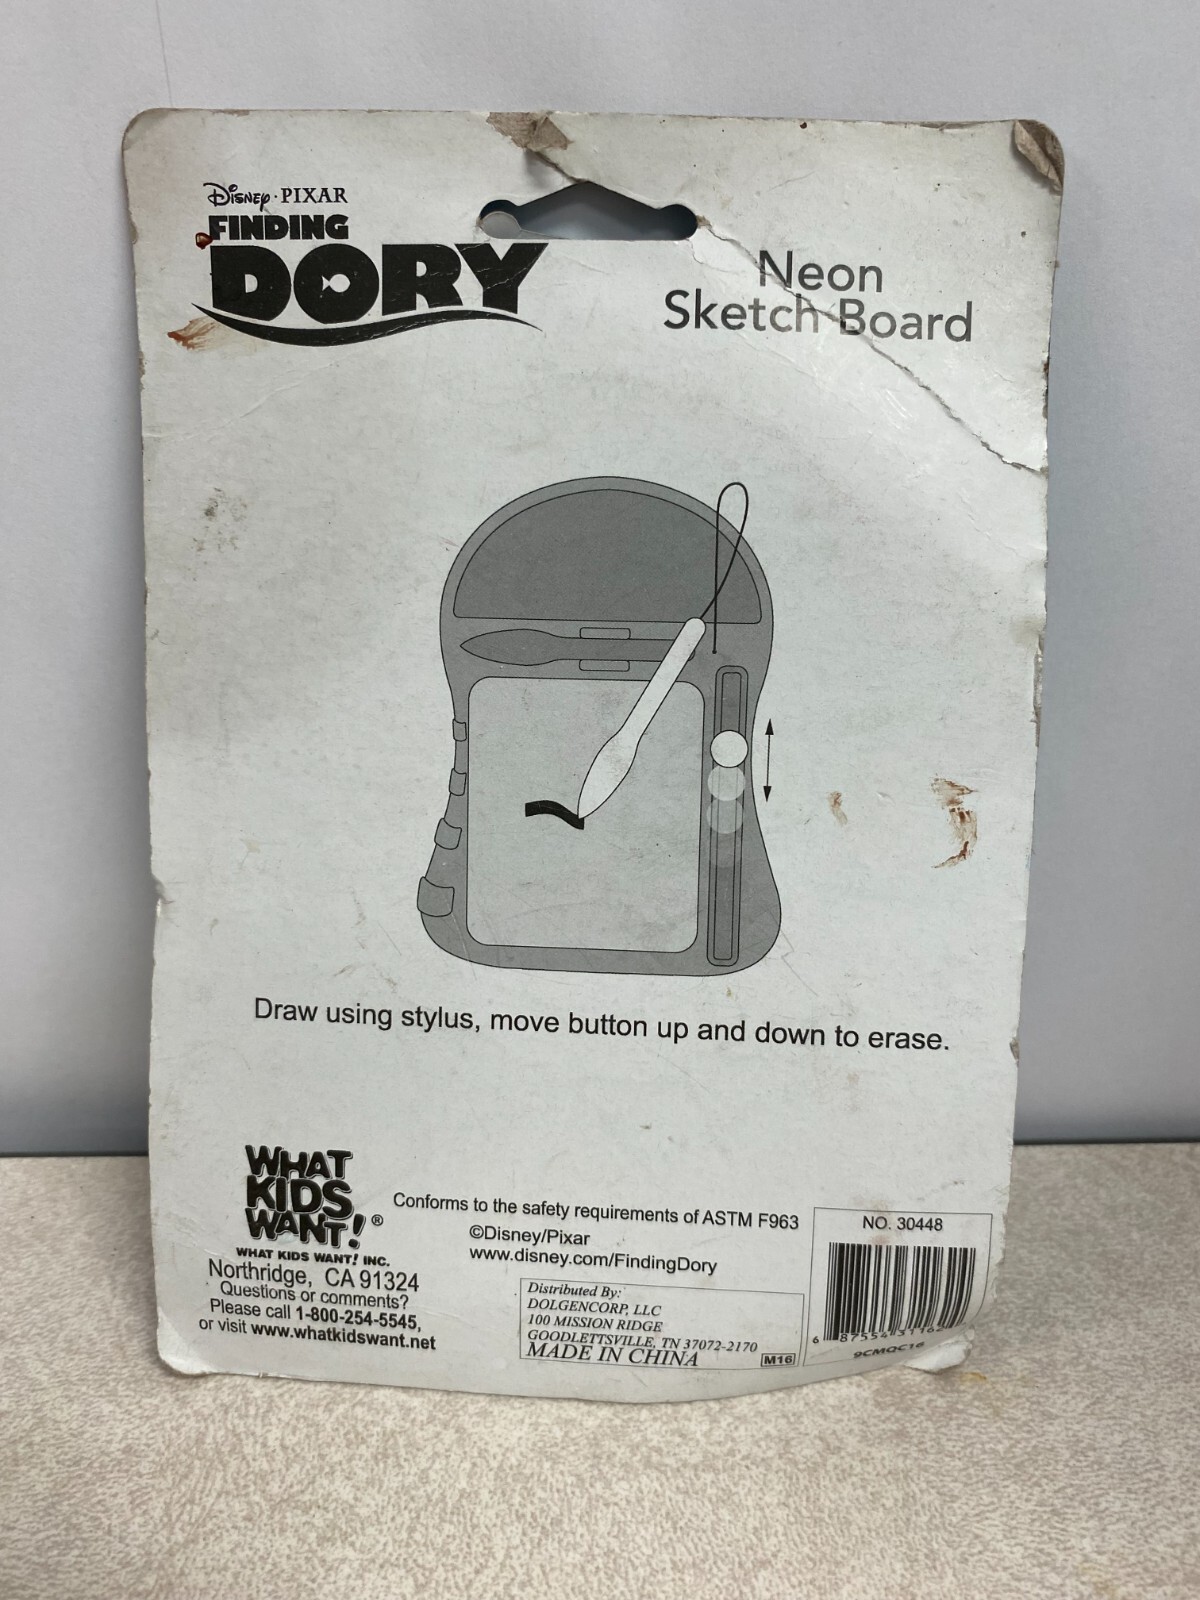 Disney · PIXAR
FINDING
DORY
Neon
Sketch Board
Draw using stylus, move button up and down to erase.
WHAT
KIDS
WANT! ®
WHAT KIDS WANT! INC.
Northridge, CA 91324
Questions or comments?
Please call 1-800-254-5545,
or visit www.whatkidswant.net
Conforms to the safety requirements of ASTM F963
©Disney/Pixar
www.disney.com/FindingDory
Distributed By:
DOLGENCORP, LLC
100 MISSION RIDGE
GOODLETTSVILLE, TN 37072-2170
MADE IN CHINA
M16
NO. 30448
9CMQC16